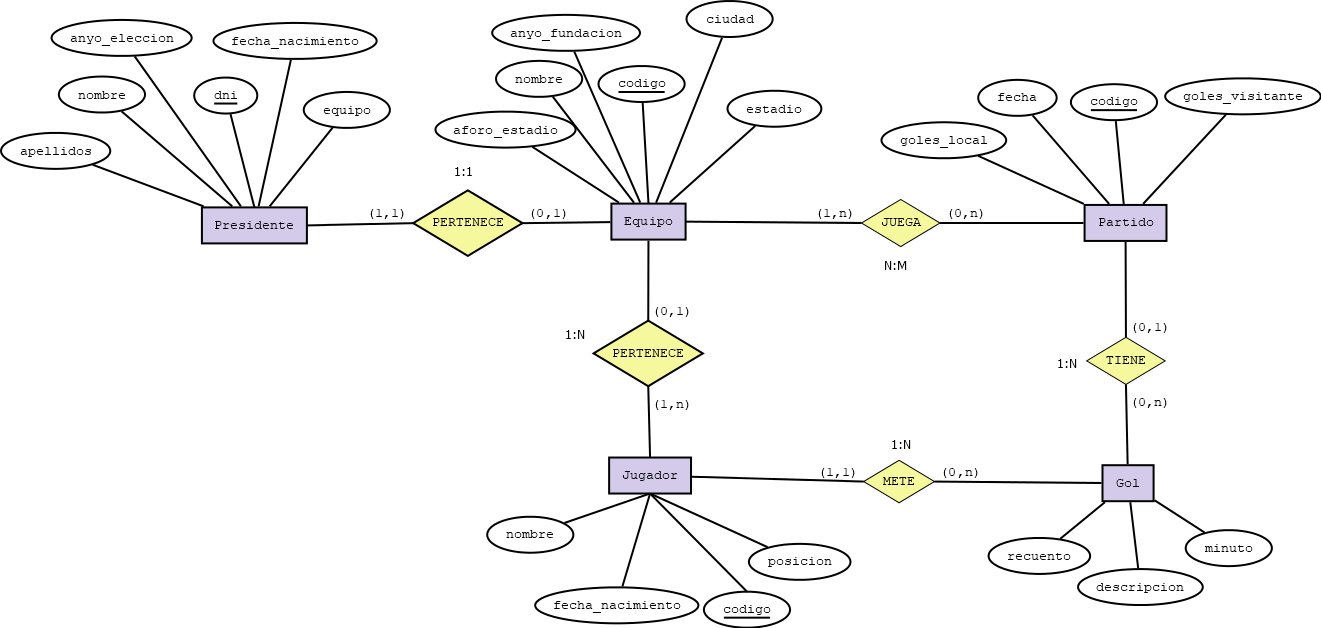 ciudad
anyo_eleccion
fecha_nacimiento
anyo_fundacion
nombre
dni
equipo
nombre
codigo
estadio
fecha
codigo
goles_visitante
apellidos
aforo_estadio
goles_local
1:1
Presidente
(1,1)
PERTENECE
(0,1)
Equipo
(1,n)
JUEGA
(0,n)
Partido
N:M
(0,1)
1:N
PERTENECE
(1,n)
(0,1)
1:N
TIENE
(0,n)
1:N
Jugador
(1,1)
METE
(0,n)
Gol
nombre
posicion
fecha_nacimiento
codigo
recuento
minuto
descripcion